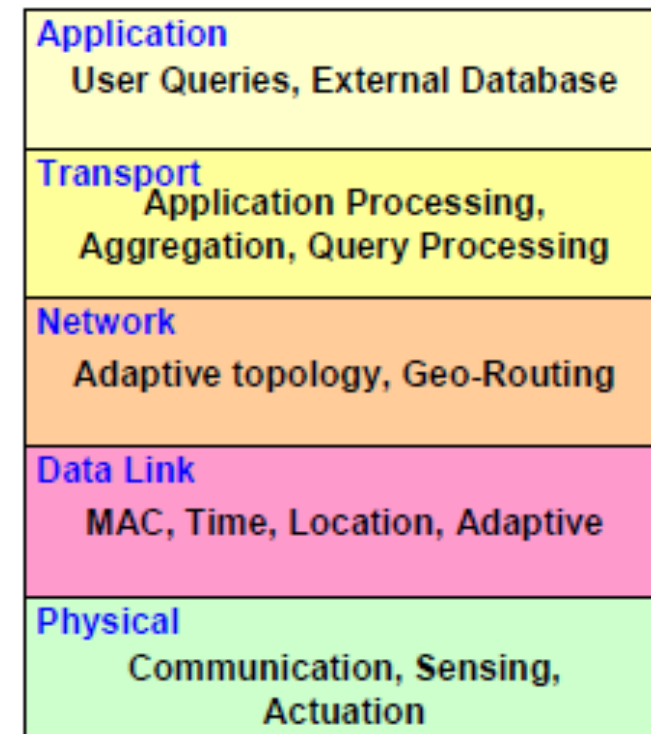 Application
User Queries, External Database
Transport
Application Processing,
Aggregation, Query Processing
Network
Adaptive topology, Geo-Routing
Data Link
MAC, Time, Location, Adaptive
Physical
Communication, Sensing,
Actuation